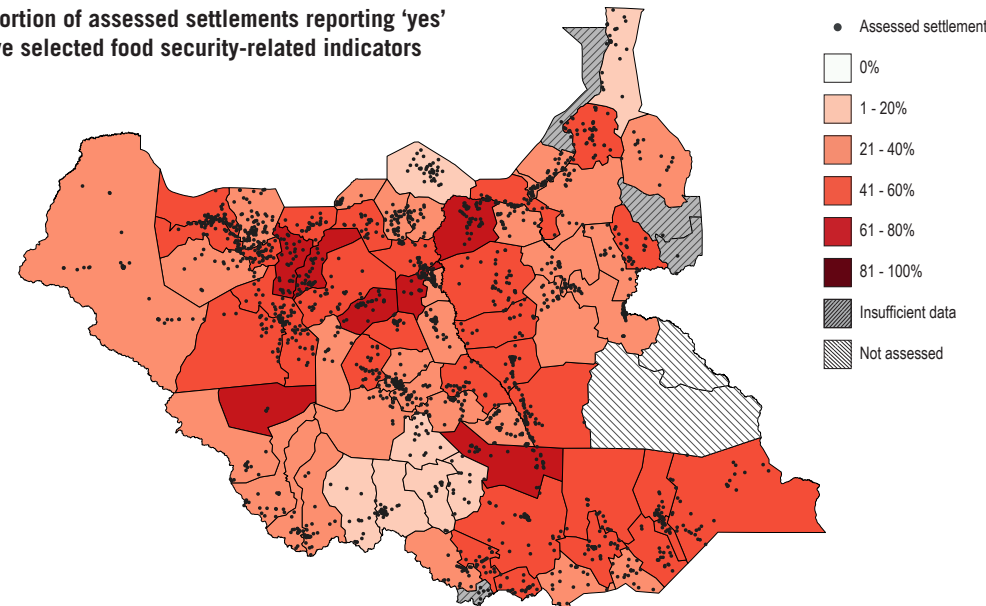 ortion of assessed settlements reporting ‘yes’
ve selected food security-related indicators
Assessed settlement
0%
1 - 20%
21 - 40%
41 - 60%
61 - 80%
81 - 100%
Insufficient data
Not assessed